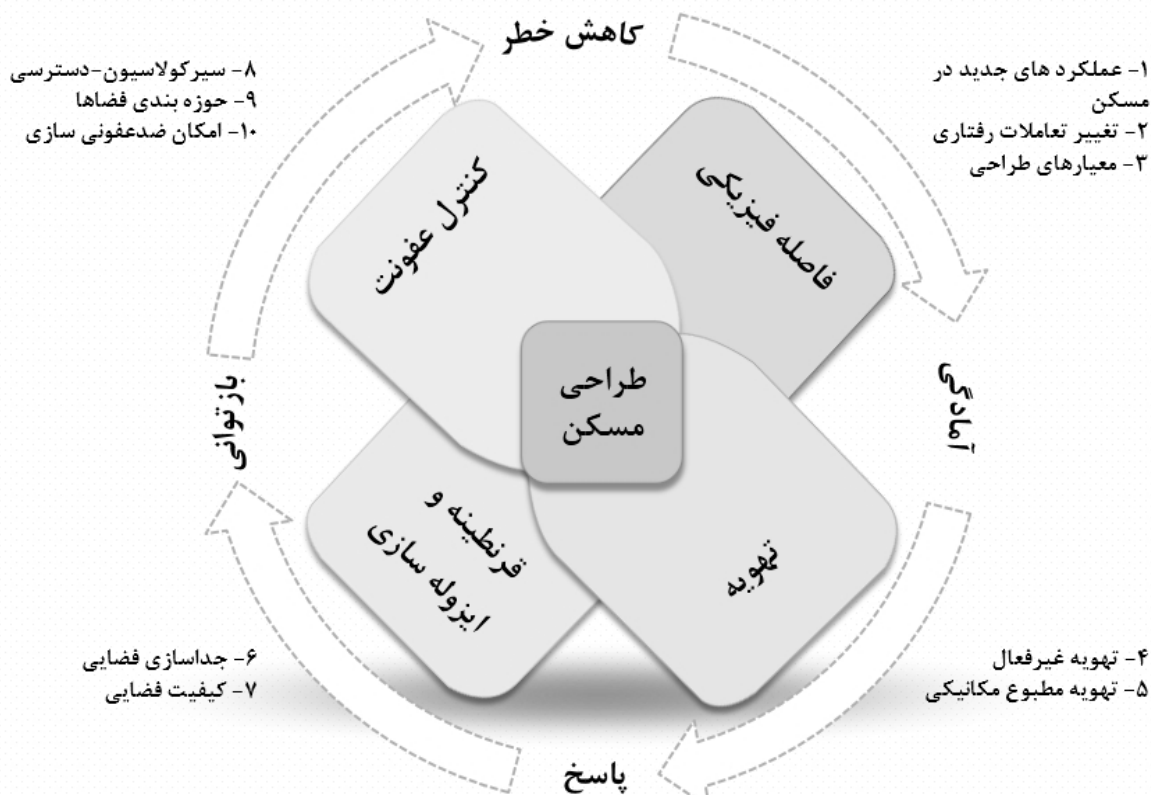 کاهش خطر
۱- عملکرد های جدید در
مسکن
۲- تغییر تعاملات رفتاری
۳- معیارهای طراحی
۸- سیرکولاسیون-دسترسی
۹- حوزه بندی فضاها
۱۰- امکان ضدعفونی سازی
فاصله فیزیکی
کنترل عفونت
طراحی
مسکن
آمادگی
بازتوانی
تهویه
قرنطینه و
ایزوله سازی
۴- تهویه غیرفعال
۵- تهویه مطبوع مکانیکی
۶- جداسازی فضایی
۷- کیفیت فضایی
پاسخ